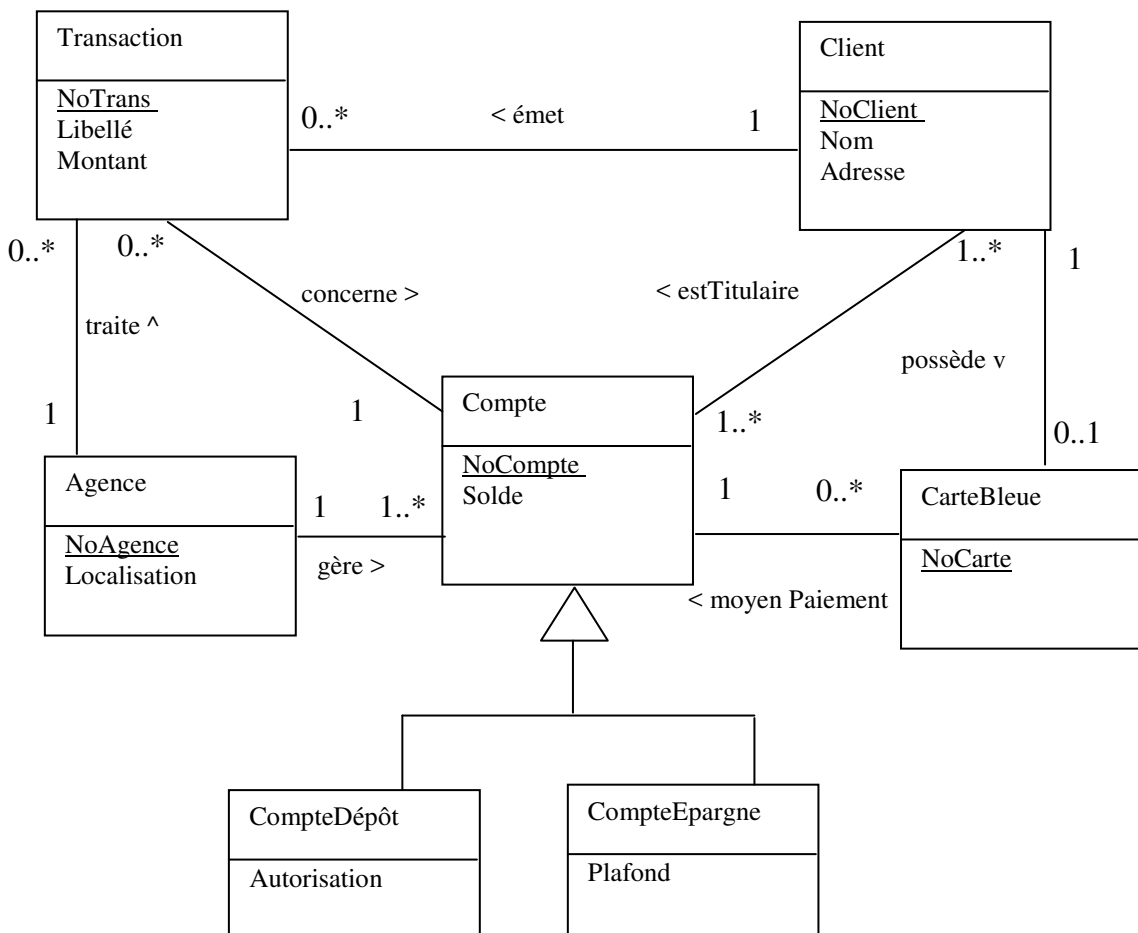 Transaction
NoTrans
Libellé
Montant
Client
NoClient
Nom
Adresse
0..*
< émet
1
0..*
0..*
1..*
1
concerne >
< estTitulaire
traite ^
possède v
1
1
1..*
0..1
Compte
NoCompte
Solde
Agence
NoAgence
Localisation
1
1..*
gère >
1
0..*
< moyen Paiement
CarteBleue
NoCarte
CompteDépôt
Autorisation
CompteEpargne
Plafond